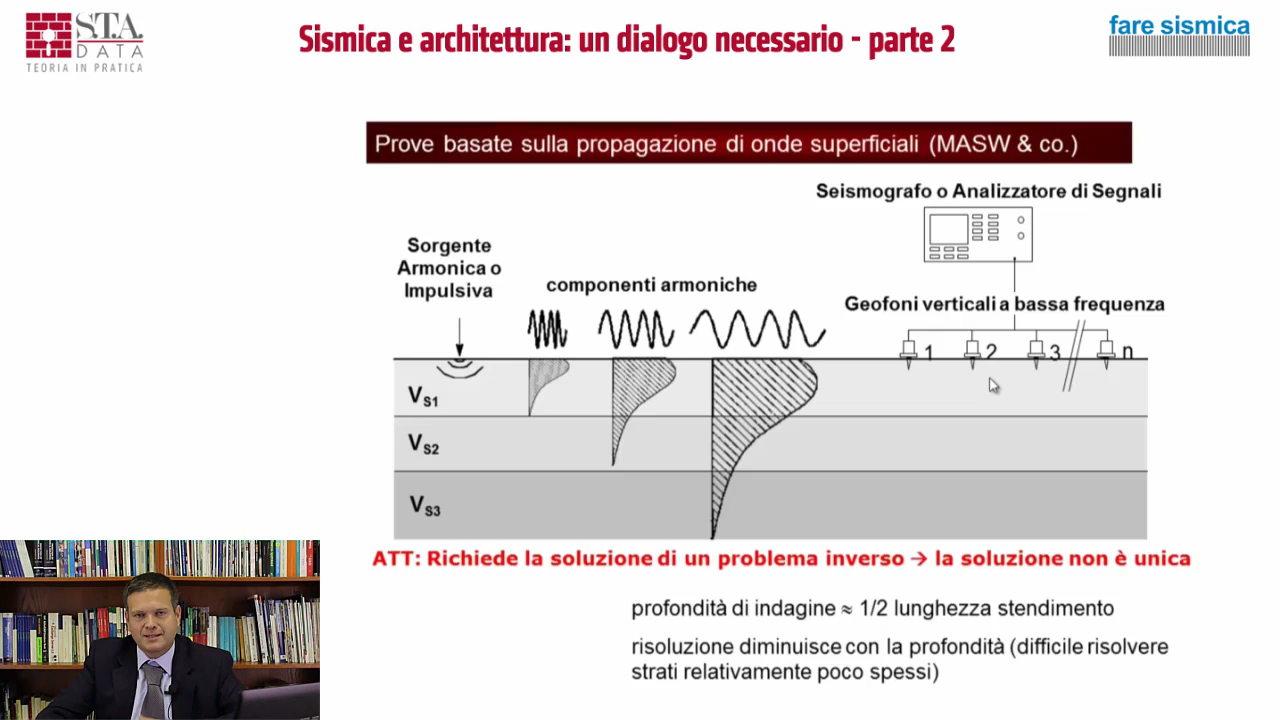 S.T.A.
DATA
TEORIA IN PRATICA
Sismica e architettura: un dialogo necessario - parte 2
fare sismica
Prove basate sulla propagazione di onde superficiali (MASW & co.)
Seismografo o Analizzatore di Segnali
Sorgente
Armonica o
Impulsiva
componenti armoniche
Geofoni verticali a bassa frequenza
1 2 3 n
VS1
VS2
VS3
ATT: Richiede la soluzione di un problema inverso → la soluzione non è unica
profondità di indagine ≈ 1/2 lunghezza stendimento
risoluzione diminuisce con la profondità (difficile risolvere
strati relativamente poco spessi)